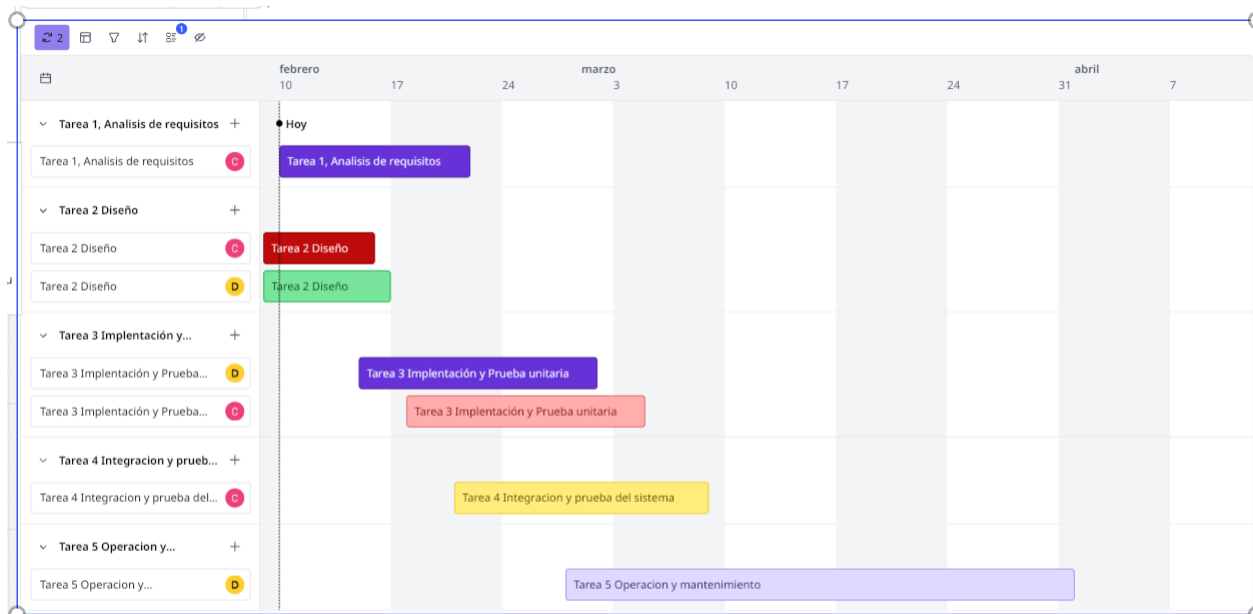 2
1
febrero marzo abril
10 17 24 3 10 17 24 31 7
Tarea 1, Analisis de requisitos
Hoy
Tarea 1, Analisis de requisitos C Tarea 1, Analisis de requisitos
Tarea 2 Diseño
Tarea 2 Diseño C Tarea 2 Diseño
Tarea 2 Diseño D Tarea 2 Diseño
Tarea 3 Implentación y...
Tarea 3 Implentación y Prueba... D Tarea 3 Implentación y Prueba unitaria
Tarea 3 Implentación y Prueba... C Tarea 3 Implentación y Prueba unitaria
Tarea 4 Integracion y prueb...
Tarea 4 Integracion y prueba del... C Tarea 4 Integracion y prueba del sistema
Tarea 5 Operacion y...
Tarea 5 Operacion y... D Tarea 5 Operacion y mantenimiento